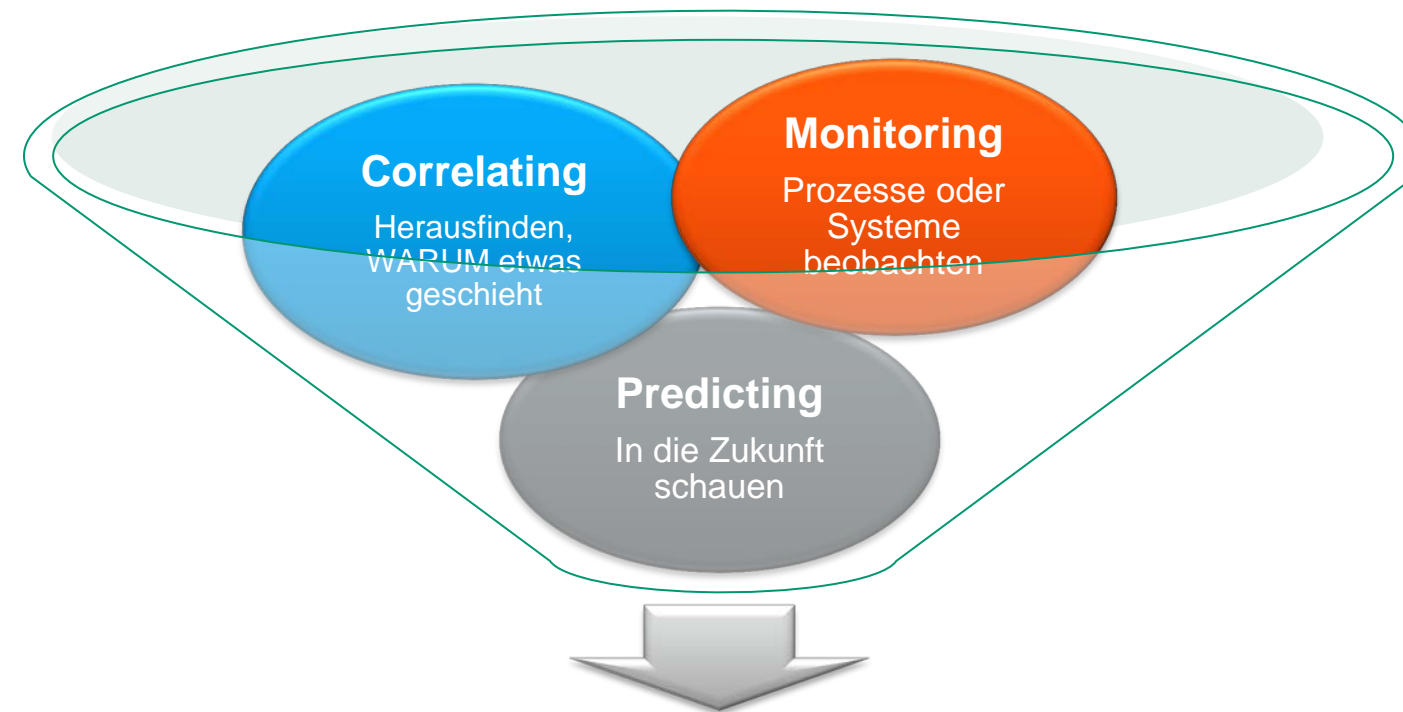 Correlating
Herausfinden,
WARUM etwas
geschieht
Monitoring
Prozesse oder
Systeme
beobachten
Predicting
In die Zukunft
schauen